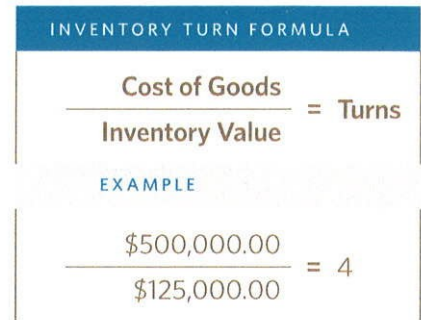 INVENTORY TURN FORMULA
Cost of Goods
= Turns
Inventory Value
EXAMPLE
$500,000.00
= 4
$125,000.00